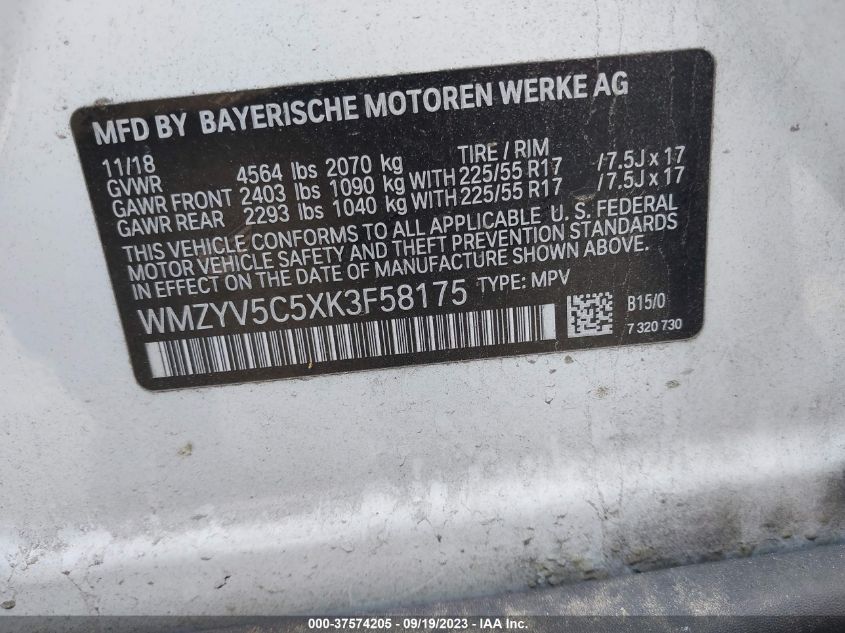 MFD BY BAYERISCHE MOTOREN WERKE AG
11/18 TIRE / RIM
GVWR 4564 lbs 2070 kg
GAWR FRONT 2403 lbs 1090 kg WITH 225/55 R17 /7.5J x 17
GAWR REAR 2293 lbs 1040 kg WITH 225/55 R17 /7.5J x 17
THIS VEHICLE CONFORMS TO ALL APPLICABLE U. S. FEDERAL
MOTOR VEHICLE SAFETY AND THEFT PREVENTION STANDARDS
IN EFFECT ON THE DATE OF MANUFACTURE SHOWN ABOVE.
WMZYV5C5XK3F58175 TYPE: MPV
B15/0
7 320 730
000-37574205 - 09/19/2023 - IAAI Inc.